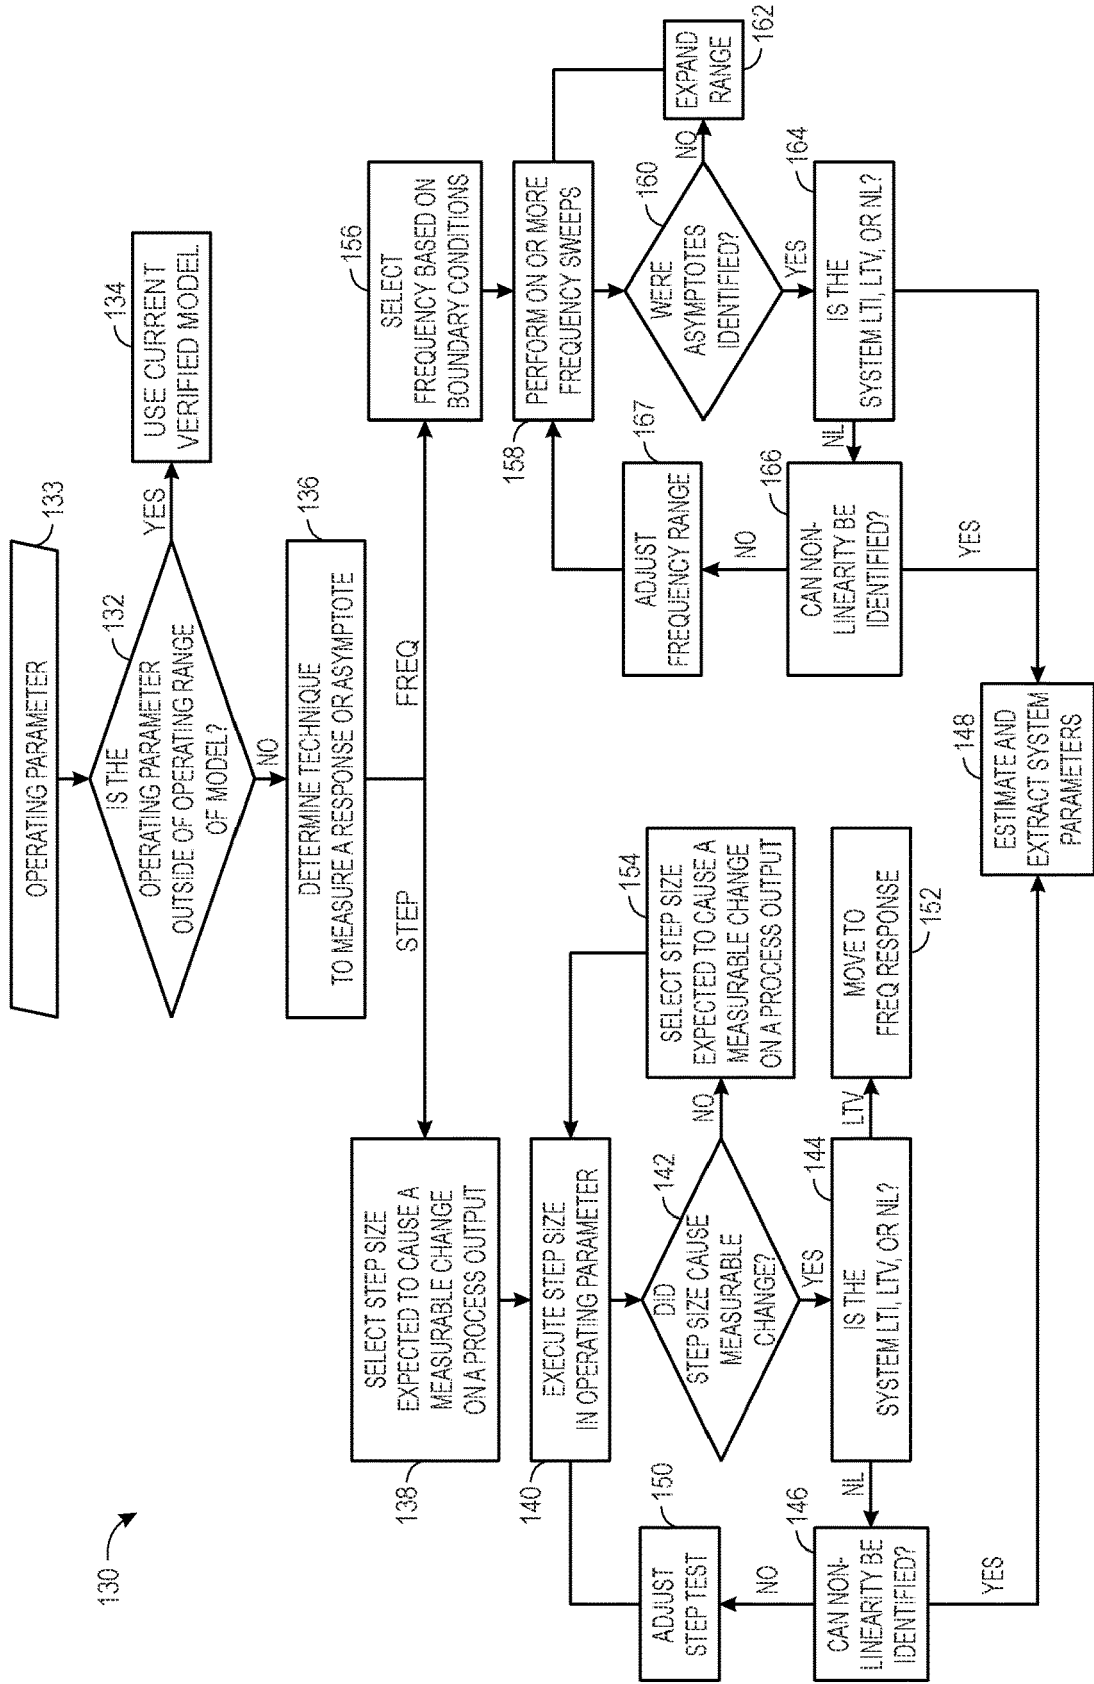 130
OPERATING PARAMETER
133
IS THE
OPERATING PARAMETER
OUTSIDE OF OPERATING RANGE
OF MODEL?
132
YES
USE CURRENT
VERIFIED MODEL
134
NO
DETERMINE TECHNIQUE
TO MEASURE A RESPONSE OR ASYMPTOTE
136
STEP
FREQ
SELECT STEP SIZE
EXPECTED TO CAUSE A
MEASURABLE CHANGE
ON A PROCESS OUTPUT
138
EXECUTE STEP SIZE
IN OPERATING PARAMETER
140
DID
STEP SIZE CAUSE
MEASURABLE
CHANGE?
142
NO
SELECT STEP SIZE
EXPECTED TO CAUSE A
MEASURABLE CHANGE
ON A PROCESS OUTPUT
154
YES
IS THE
SYSTEM LTI, LTV, OR NL?
144
LTV
MOVE TO
FREQ RESPONSE
152
NL
CAN NON-
LINEARITY BE
IDENTIFIED?
146
NO
ADJUST
STEP TEST
150
YES
SELECT
FREQUENCY BASED ON
BOUNDARY CONDITIONS
156
PERFORM ON OR MORE
FREQUENCY SWEEPS
158
WERE
ASYMPTOTES
IDENTIFIED?
160
NO
EXPAND
RANGE
162
YES
IS THE
SYSTEM LTI, LTV, OR NL?
164
NL
CAN NON-
LINEARITY BE
IDENTIFIED?
166
NO
ADJUST
FREQUENCY RANGE
167
YES
ESTIMATE AND
EXTRACT SYSTEM
PARAMETERS
148